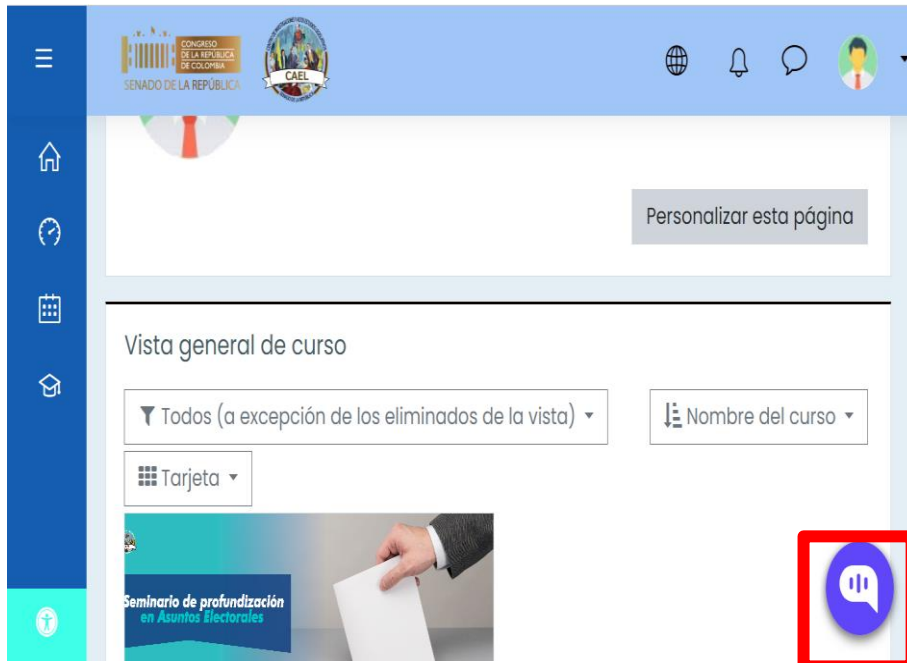 CONGRESO
DE LA REPÚBLICA
DE COLOMBIA
SENADO DE LA REPÚBLICA
CAEL
Personalizar esta página
Vista general de curso
Todos (a excepción de los eliminados de la vista)
Nombre del curso
Tarjeta
Seminario de profundización
en Asuntos Electorales